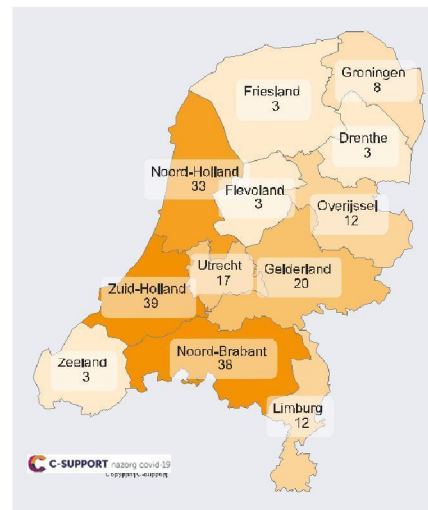 Groningen
8
Friesland
3
Drenthe
3
Noord-Holland
33
Flevoland
3
Overijssel
12
Utrecht
17
Gelderland
20
Zuid-Holland
39
Noord-Brabant
38
Zeeland
3
Limburg
12
C-SUPPORT nazorg covid-19